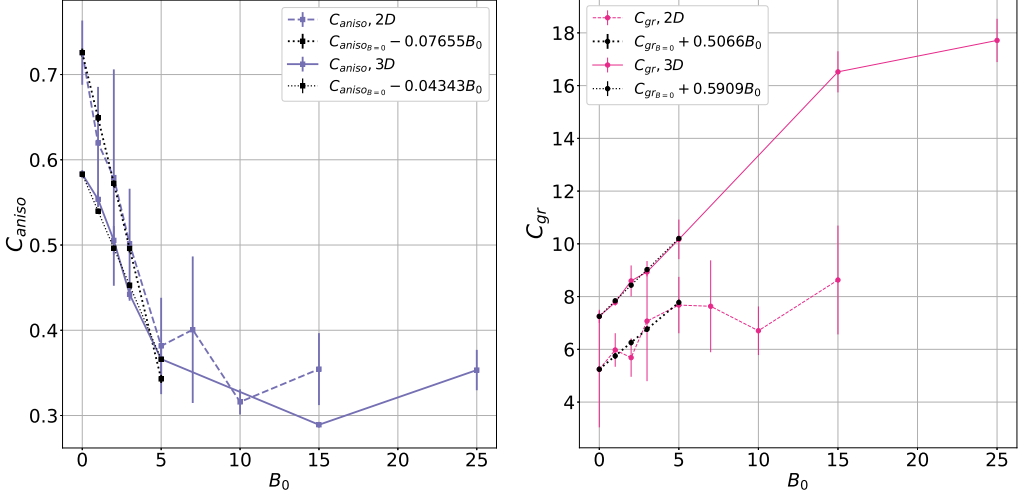 C_aniso, 2D
C_aniso_B=0 − 0.07655B_0
C_aniso, 3D
C_aniso_B=0 − 0.04343B_0
0.7
0.6
0.5
0.4
0.3
C_aniso
0 5 10 15 20 25
B_0
C_gr, 2D
C_gr_B=0 + 0.5066B_0
C_gr, 3D
C_gr_B=0 + 0.5909B_0
18
16
14
12
10
8
6
4
C_gr
0 5 10 15 20 25
B_0